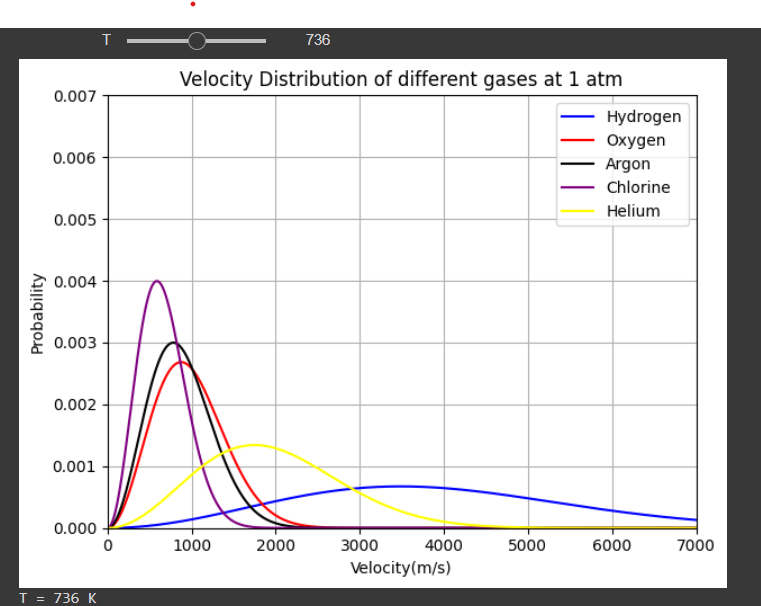 T 736
Velocity Distribution of different gases at 1 atm
0.007
0.006
0.005
0.004
0.003
0.002
0.001
0.000
Probability
Hydrogen
Oxygen
Argon
Chlorine
Helium
0 1000 2000 3000 4000 5000 6000 7000
Velocity(m/s)
T = 736 K